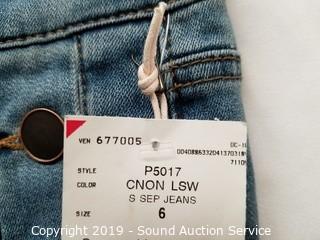 VEN 677005
STYLE P5017
COLOR CNON LSW
S SEP JEANS
SIZE 6
Copyright 2019 - Sound Auction Service